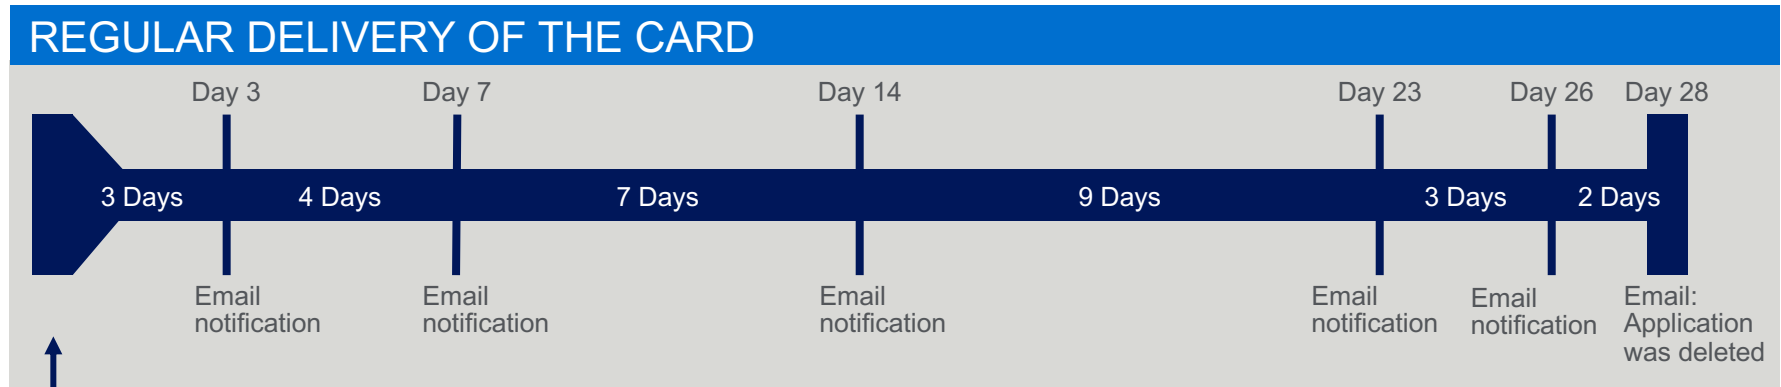 REGULAR DELIVERY OF THE CARD
Day 3
Day 7
Day 14
Day 23
Day 26
Day 28
3 Days
4 Days
7 Days
9 Days
3 Days
2 Days
Email
notification
Email
notification
Email
notification
Email
notification
Email
notification
Email:
Application
was deleted